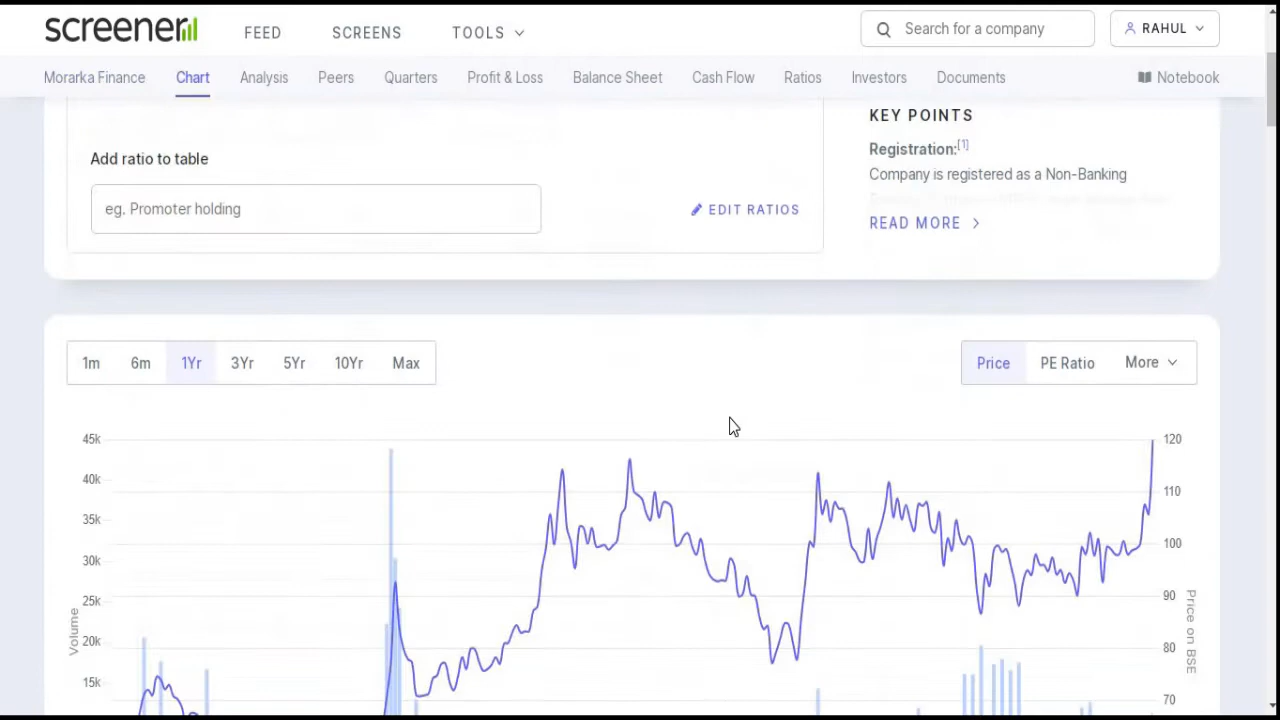 screener
FEED SCREENS TOOLS
Search for a company
RAHUL
Morarka Finance Chart Analysis Peers Quarters Profit & Loss Balance Sheet Cash Flow Ratios Investors Documents Notebook
KEY POINTS
Add ratio to table
Registration:[1]
Company is registered as a Non-Banking
eg. Promoter holding
EDIT RATIOS
READ MORE
1m 6m 1Yr 3Yr 5Yr 10Yr Max
Price PE Ratio More
45k 120
40k 110
35k 100
30k 90
25k 80
20k 70
15k
Volume
Price on BSE